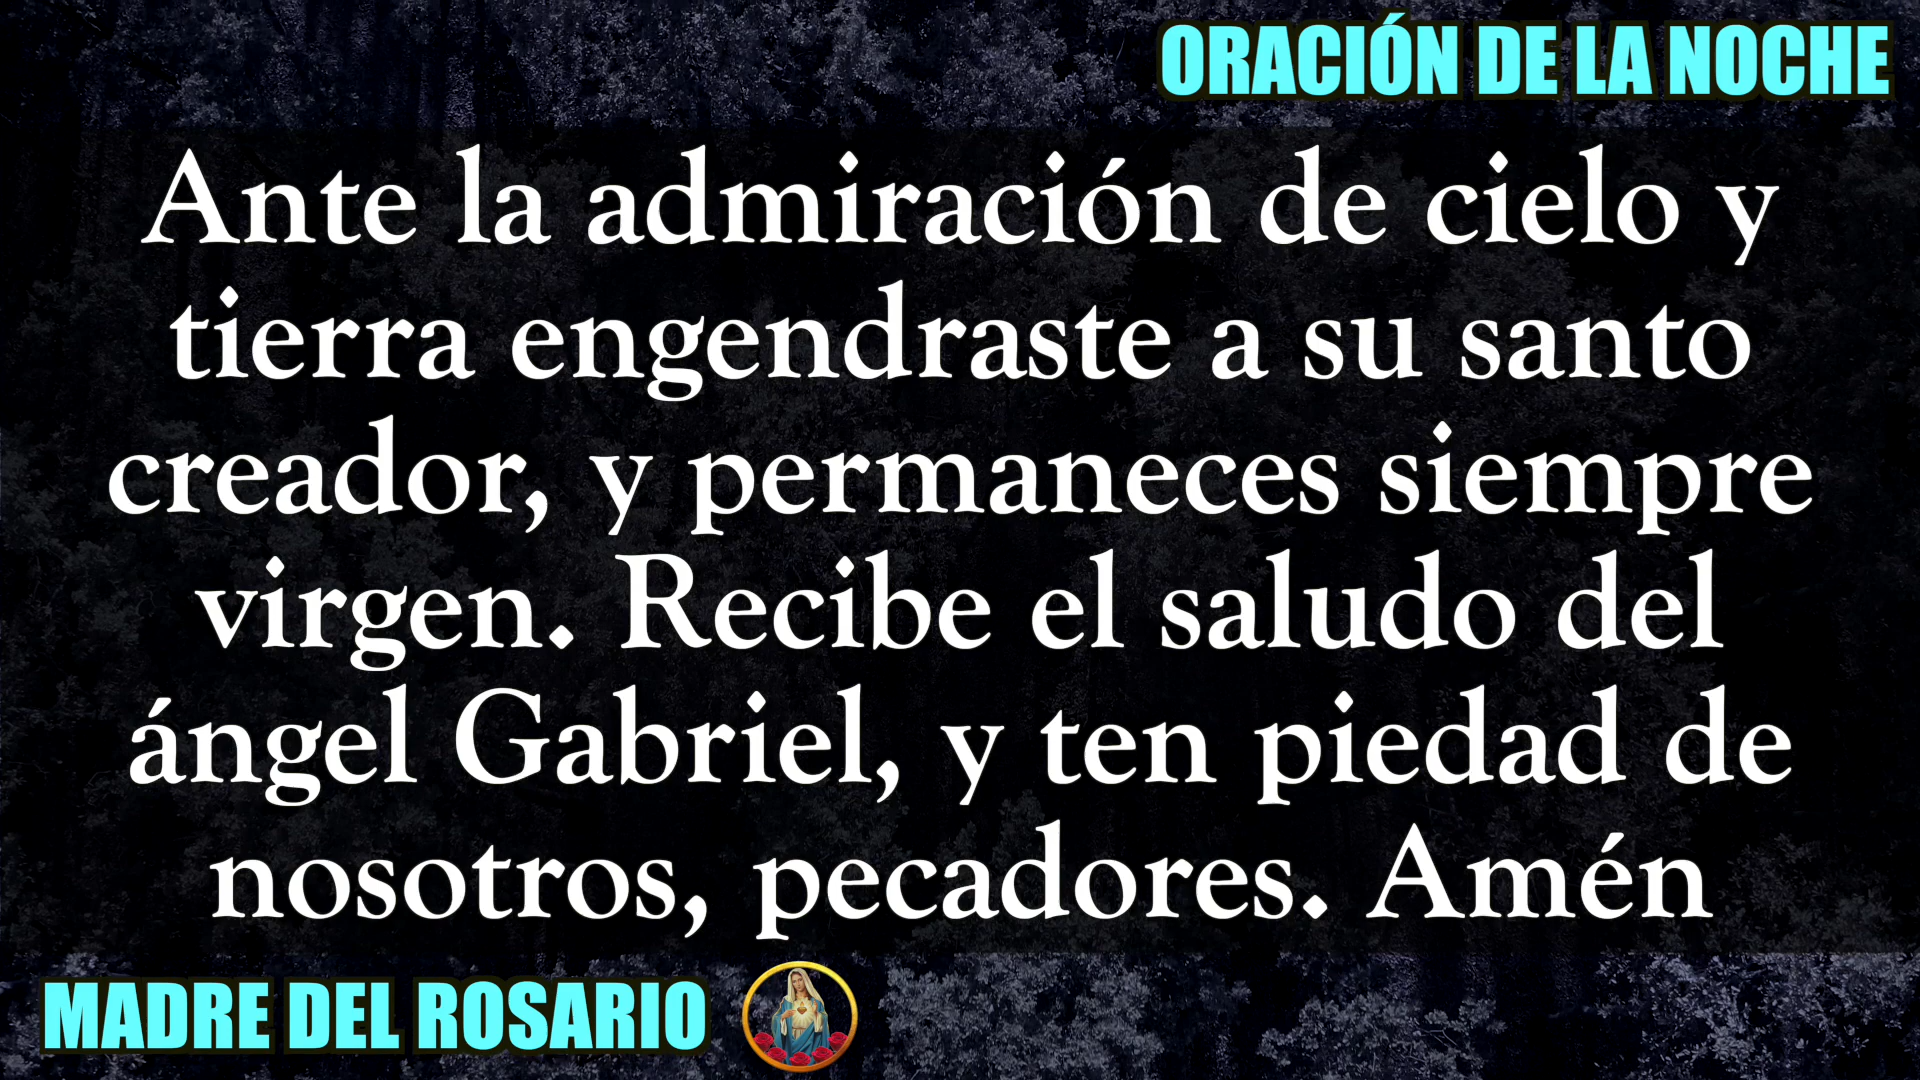 ORACIÓN DE LA NOCHE
Ante la admiración de cielo y
tierra engendraste a su santo
creador, y permaneces siempre
virgen. Recibe el saludo del
ángel Gabriel, y ten piedad de
nosotros, pecadores. Amén
MADRE DEL ROSARIO